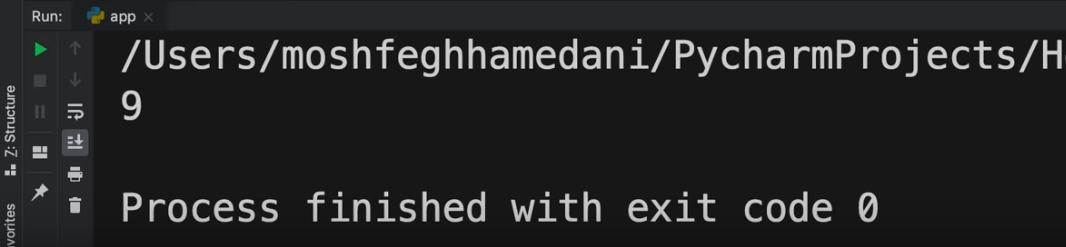 Run: app
/Users/moshfeghhamedani/PycharmProjects/H
9
Process finished with exit code 0
Z: Structure
avorites